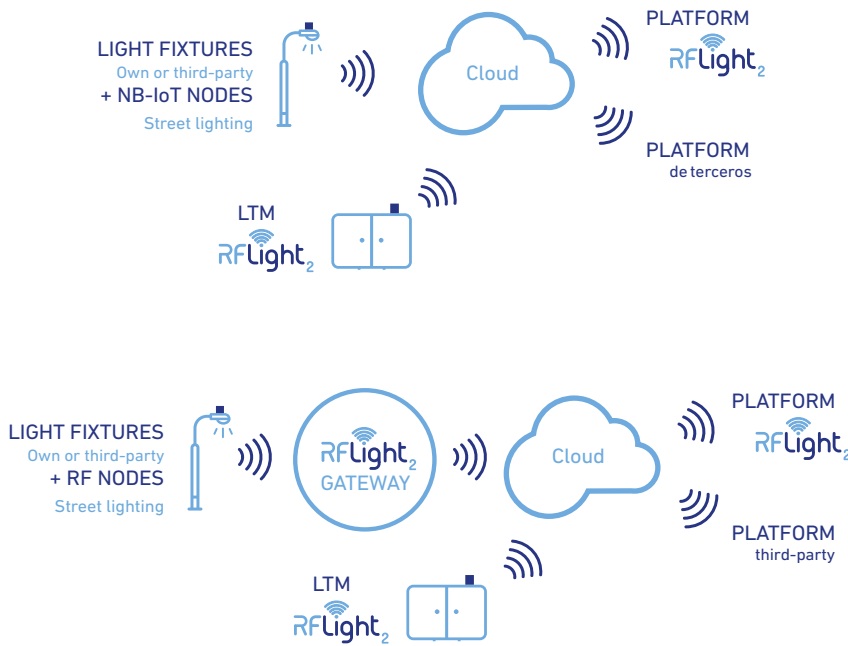 LIGHT FIXTURES
Own or third-party
+ NB-IoT NODES
Street lighting
Cloud
PLATFORM
RFLight2
PLATFORM
de terceros
LTM
RFLight2
LIGHT FIXTURES
Own or third-party
+ RF NODES
Street lighting
RFLight2
GATEWAY
Cloud
PLATFORM
RFLight2
PLATFORM
third-party
LTM
RFLight2